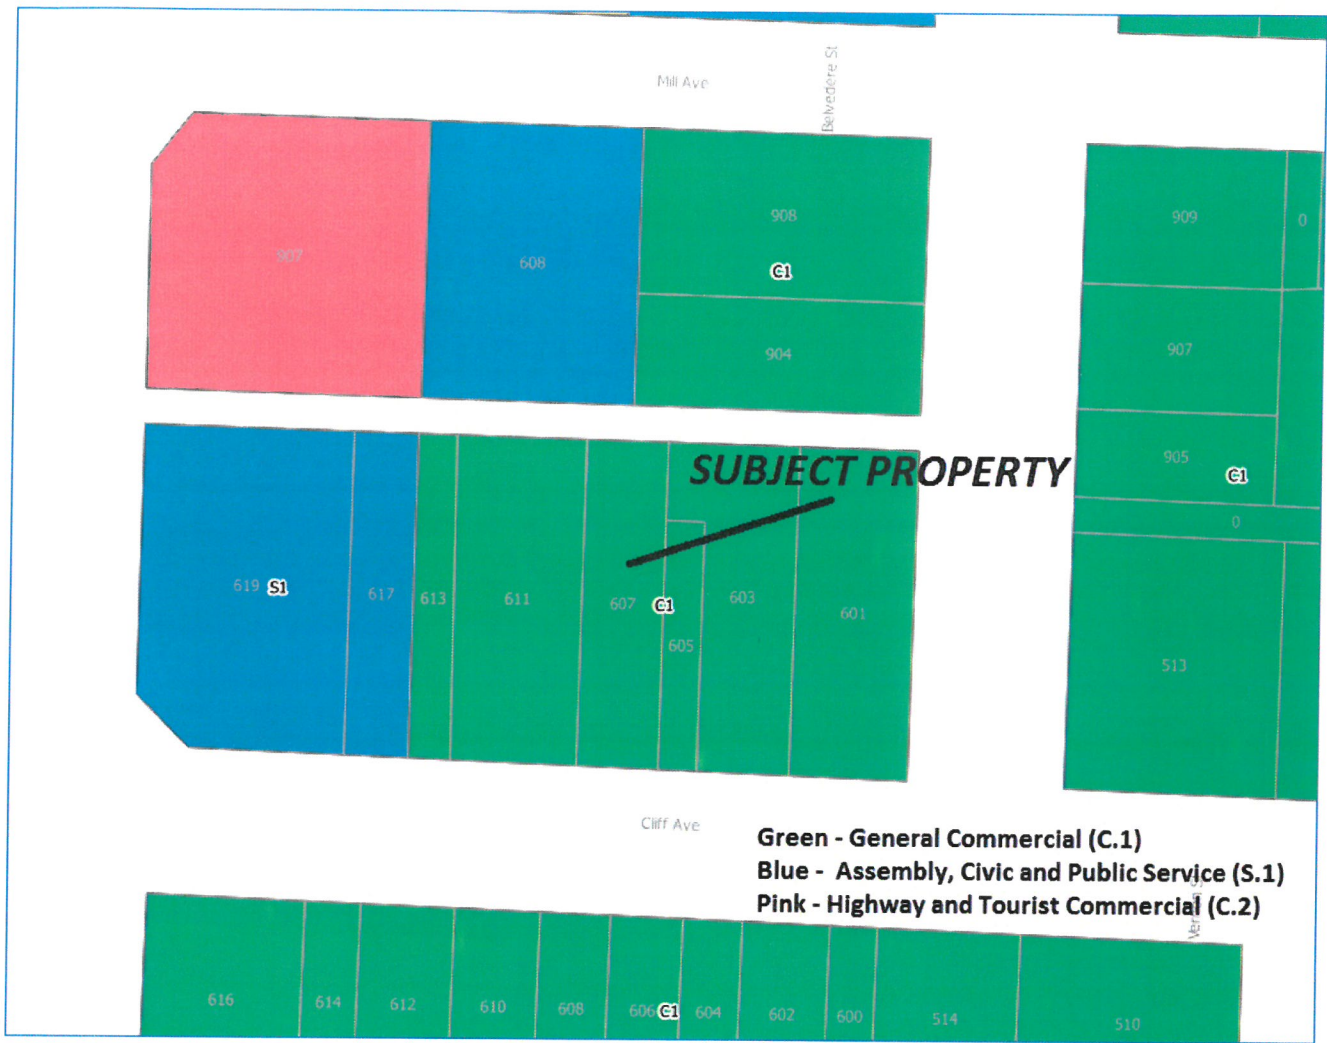 Mill Ave
Belvedere St
907
608
908
C1
904
909
0
907
905
C1
0
513
SUBJECT PROPERTY
619
S1
617
613
611
607
C1
605
603
601
Cliff Ave
Green - General Commercial (C.1)
Blue - Assembly, Civic and Public Service (S.1)
Pink - Highway and Tourist Commercial (C.2)
616
614
612
610
608
606
C1
604
602
600
514
510